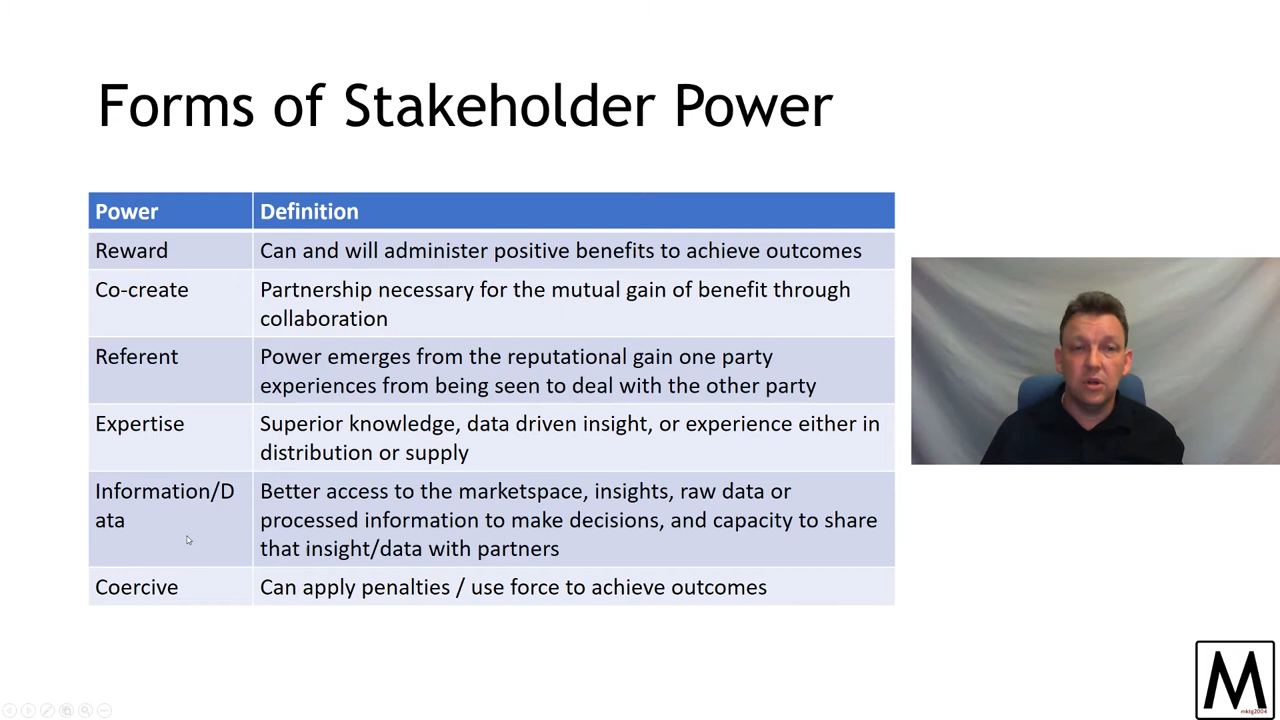 Forms of Stakeholder Power
Power Definition
Reward Can and will administer positive benefits to achieve outcomes
Co-create Partnership necessary for the mutual gain of benefit through
collaboration
Referent Power emerges from the reputational gain one party
experiences from being seen to deal with the other party
Expertise Superior knowledge, data driven insight, or experience either in
distribution or supply
Information/D Better access to the marketspace, insights, raw data or
ata processed information to make decisions, and capacity to share
that insight/data with partners
Coercive Can apply penalties / use force to achieve outcomes
M
mktg2004